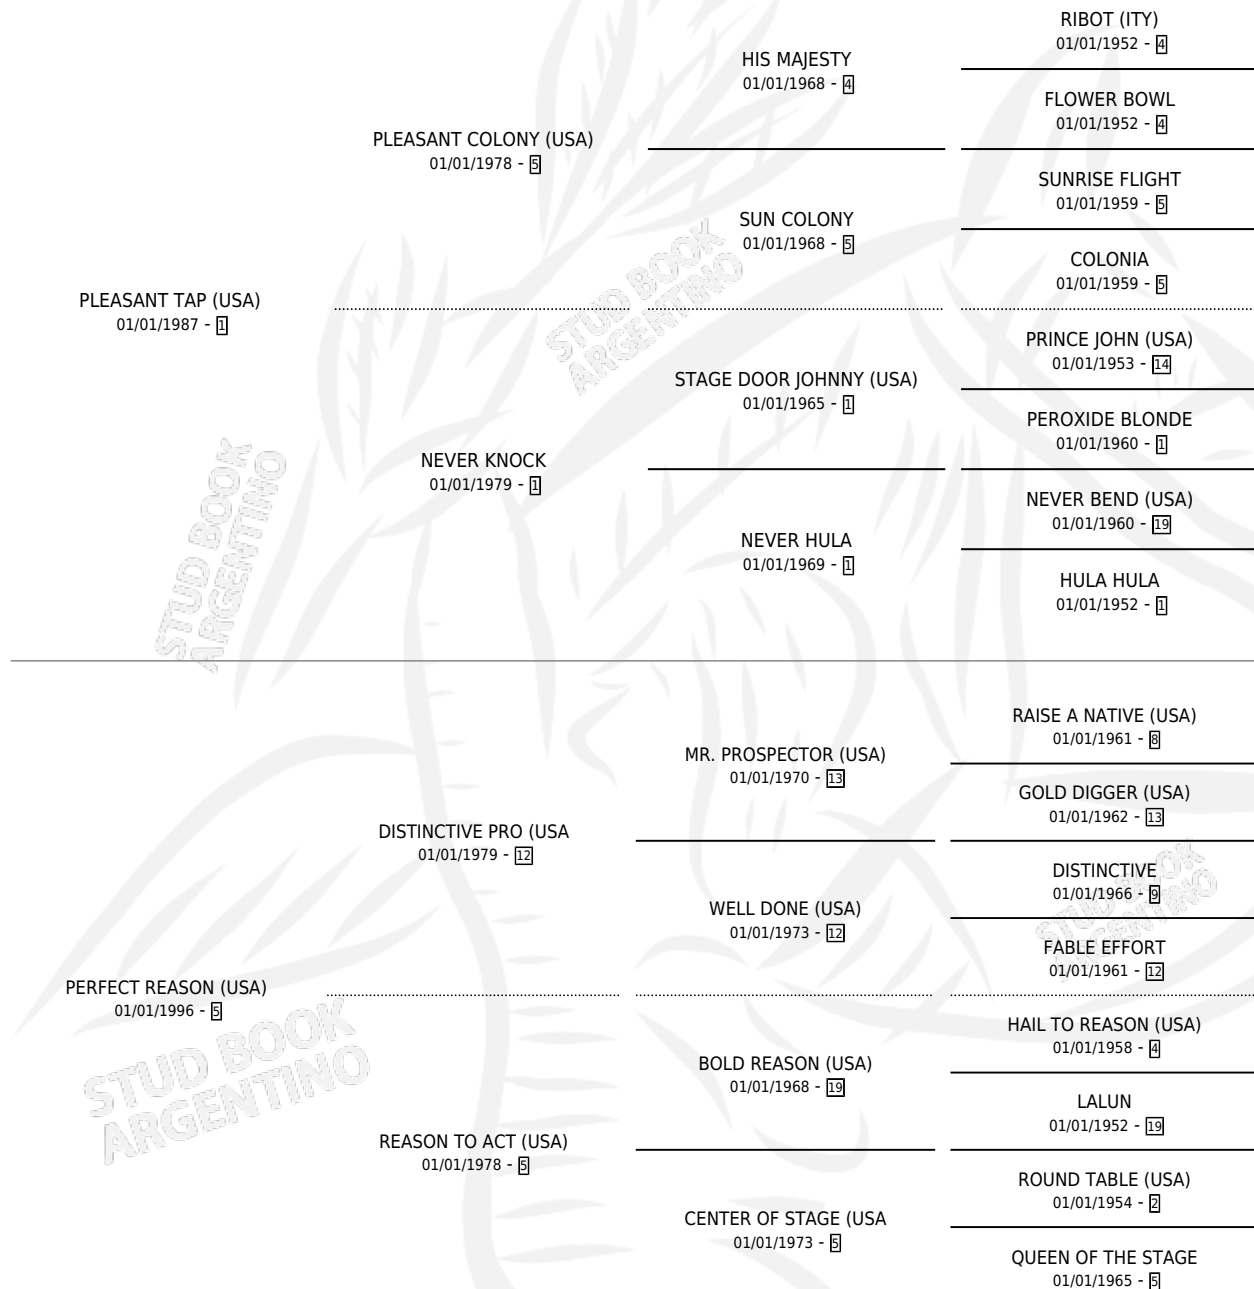 PLEASANT TAP (USA)
01/01/1987 - 1
PLEASANT COLONY (USA)
01/01/1978 - 5
NEVER KNOCK
01/01/1979 - 1
HIS MAJESTY
01/01/1968 - 4
SUN COLONY
01/01/1968 - 5
STAGE DOOR JOHNNY (USA)
01/01/1965 - 1
NEVER HULA
01/01/1969 - 1
RIBOT (ITY)
01/01/1952 - 4
FLOWER BOWL
01/01/1952 - 4
SUNRISE FLIGHT
01/01/1959 - 5
COLONIA
01/01/1959 - 5
PRINCE JOHN (USA)
01/01/1953 - 14
PEROXIDE BLONDE
01/01/1960 - 1
NEVER BEND (USA)
01/01/1960 - 19
HULA HULA
01/01/1952 - 1
PERFECT REASON (USA)
01/01/1996 - 5
DISTINCTIVE PRO (USA
01/01/1979 - 12
REASON TO ACT (USA)
01/01/1978 - 5
MR. PROSPECTOR (USA)
01/01/1970 - 13
WELL DONE (USA)
01/01/1973 - 12
BOLD REASON (USA)
01/01/1968 - 19
CENTER OF STAGE (USA
01/01/1973 - 5
RAISE A NATIVE (USA)
01/01/1961 - 8
GOLD DIGGER (USA)
01/01/1962 - 13
DISTINCTIVE
01/01/1966 - 9
FABLE EFFORT
01/01/1961 - 12
HAIL TO REASON (USA)
01/01/1958 - 4
LALUN
01/01/1952 - 19
ROUND TABLE (USA)
01/01/1954 - 2
QUEEN OF THE STAGE
01/01/1965 - 5
STUD BOOK
ARGENTINO
STUD BOOK
ARGENTINO
STUD BOOK
ARGENTINO
STUD BOOK
ARGENTINO